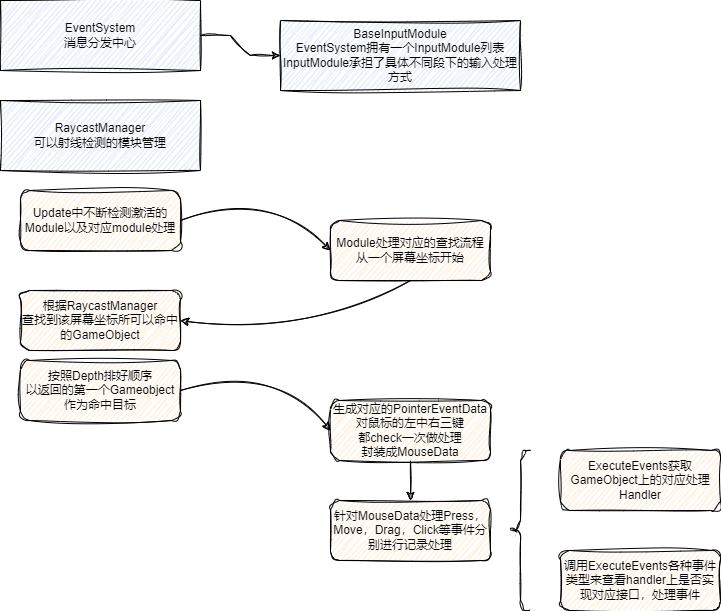 EventSystem
消息分发中心
BaseInputModule
EventSystem拥有一个InputModule列表
InputModule承担了具体不同段下的输入处理
方式
RaycastManager
可以射线检测的模块管理
Update中不断检测激活的
Module以及对应module处理
Module处理对应的查找流程
从一个屏幕坐标开始
根据RaycastManager
查找到该屏幕坐标所可以命中
的GameObject
按照Depth排好顺序
以返回的第一个Gameobject
作为命中目标
生成对应的PointerEventData
对鼠标的左中右三键
都check一次做处理
封装成MouseData
针对MouseData处理Press，
Move，Drag，Click等事件分
别进行记录处理
ExecuteEvents获取
GameObject上的对应处理
Handler
调用ExecuteEvents各种事件
类型来查看handler上是否实
现对应接口，处理事件